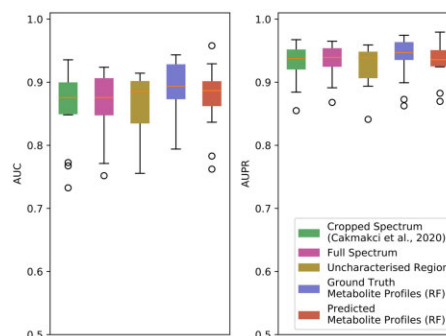 1.0
0.9
0.8
0.7
0.6
0.5
AUC
1.0
0.9
0.8
0.7
0.6
0.5
AUPR
Cropped Spectrum
(Cakmakci et al., 2020)
Full Spectrum
Uncharacterised Region
Ground Truth
Metabolite Profiles (RF)
Predicted
Metabolite Profiles (RF)